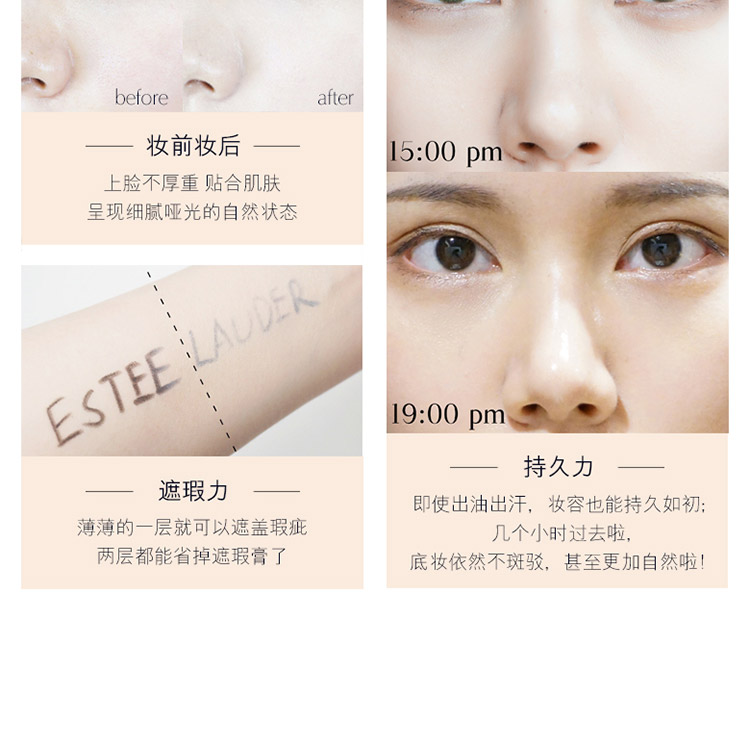 before
after
妆前妆后
上脸不厚重 贴合肌肤
呈现细腻哑光的自然状态
ESTEE LAUDER
遮瑕力
薄薄的一层就可以遮盖瑕疵
两层都能省掉遮瑕膏了
15:00 pm
19:00 pm
持久力
即使出油出汗，妆容也能持久如初;
几个小时过去啦，
底妆依然不斑驳，甚至更加自然啦!